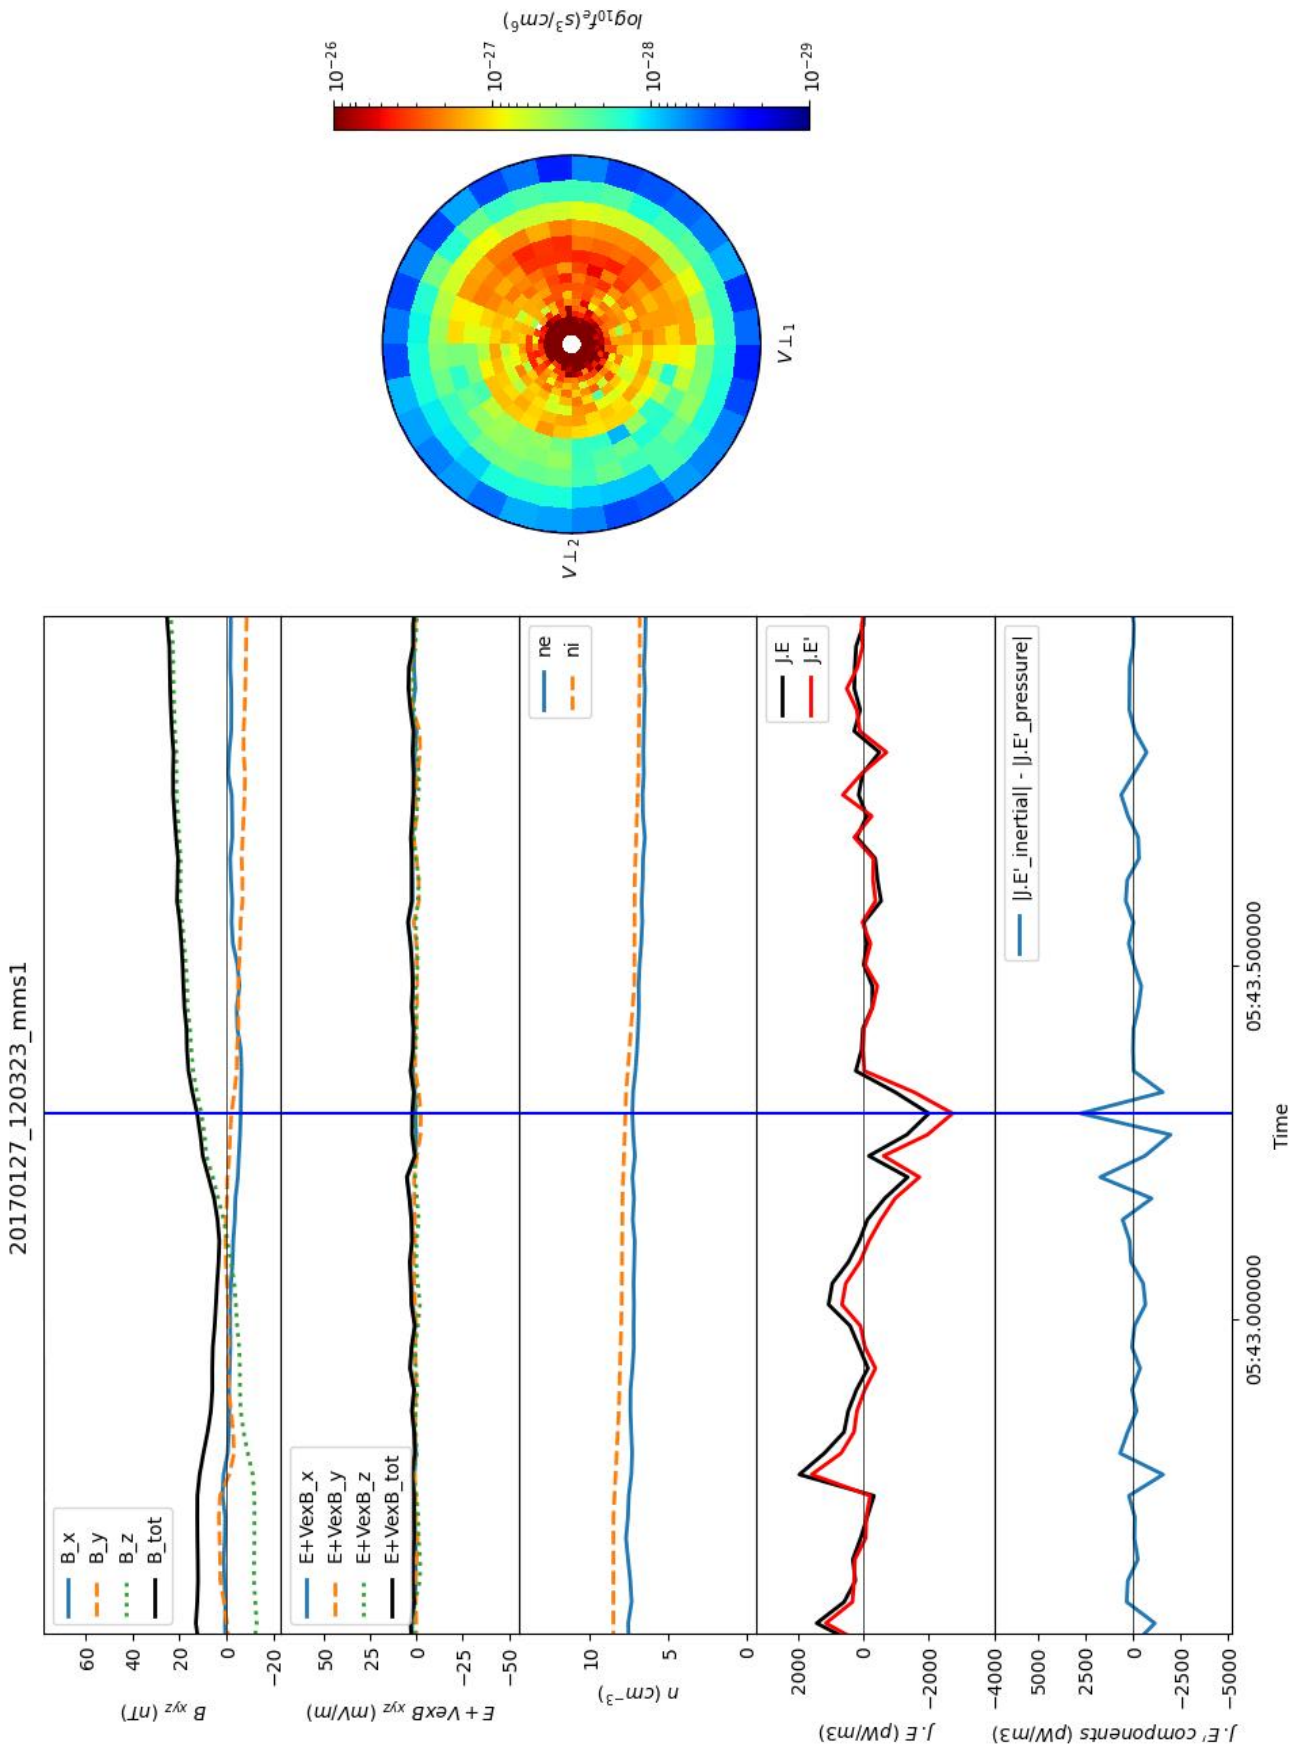 20170127_120323_mms1
B_x
B_y
B_z
B_tot
60
40
20
0
-20
B xyz (nT)
E+VexB_x
E+VexB_y
E+VexB_z
E+VexB_tot
50
25
0
-25
-50
E + VexB xyz (mV/m)
ne
ni
10
5
0
n (cm⁻³)
J.E
J.E'
2000
0
-2000
-4000
J.E (pW/m3)
|J.E'_inertial| - |J.E'_pressure|
5000
2500
0
-2500
-5000
J.E' components (pW/m3)
05:43.000000
05:43.500000
Time
V⊥2
V⊥1
10⁻²⁶
10⁻²⁷
10⁻²⁸
10⁻²⁹
log₁₀fₑ(s³/cm⁶)